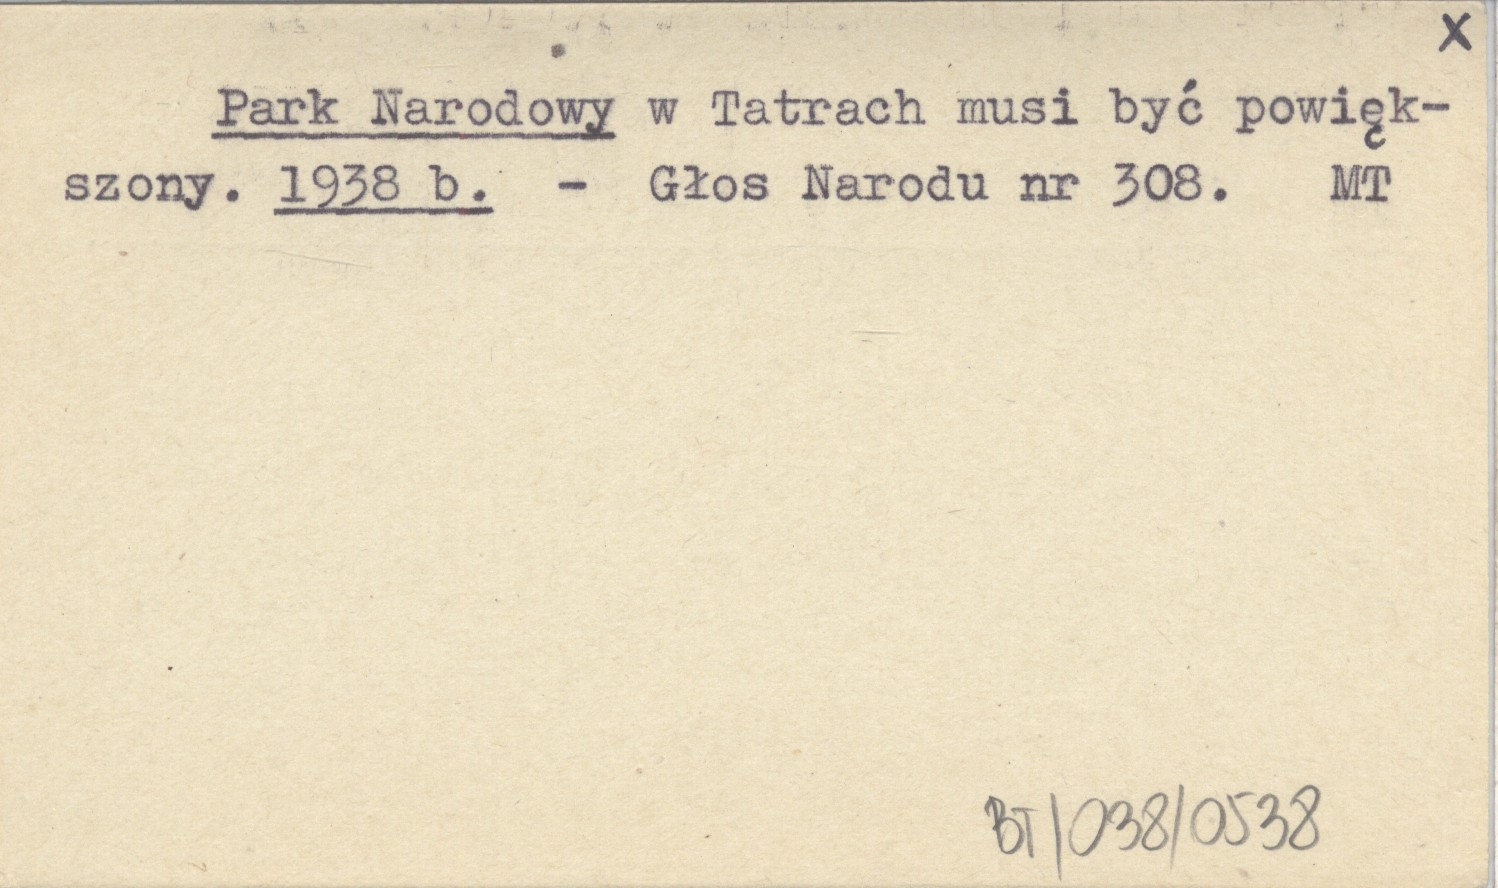 x
Park Narodowy w Tatrach musi być powięk-
szony. 1938 b. - Głos Narodu nr 308. MT
BT/038/0538